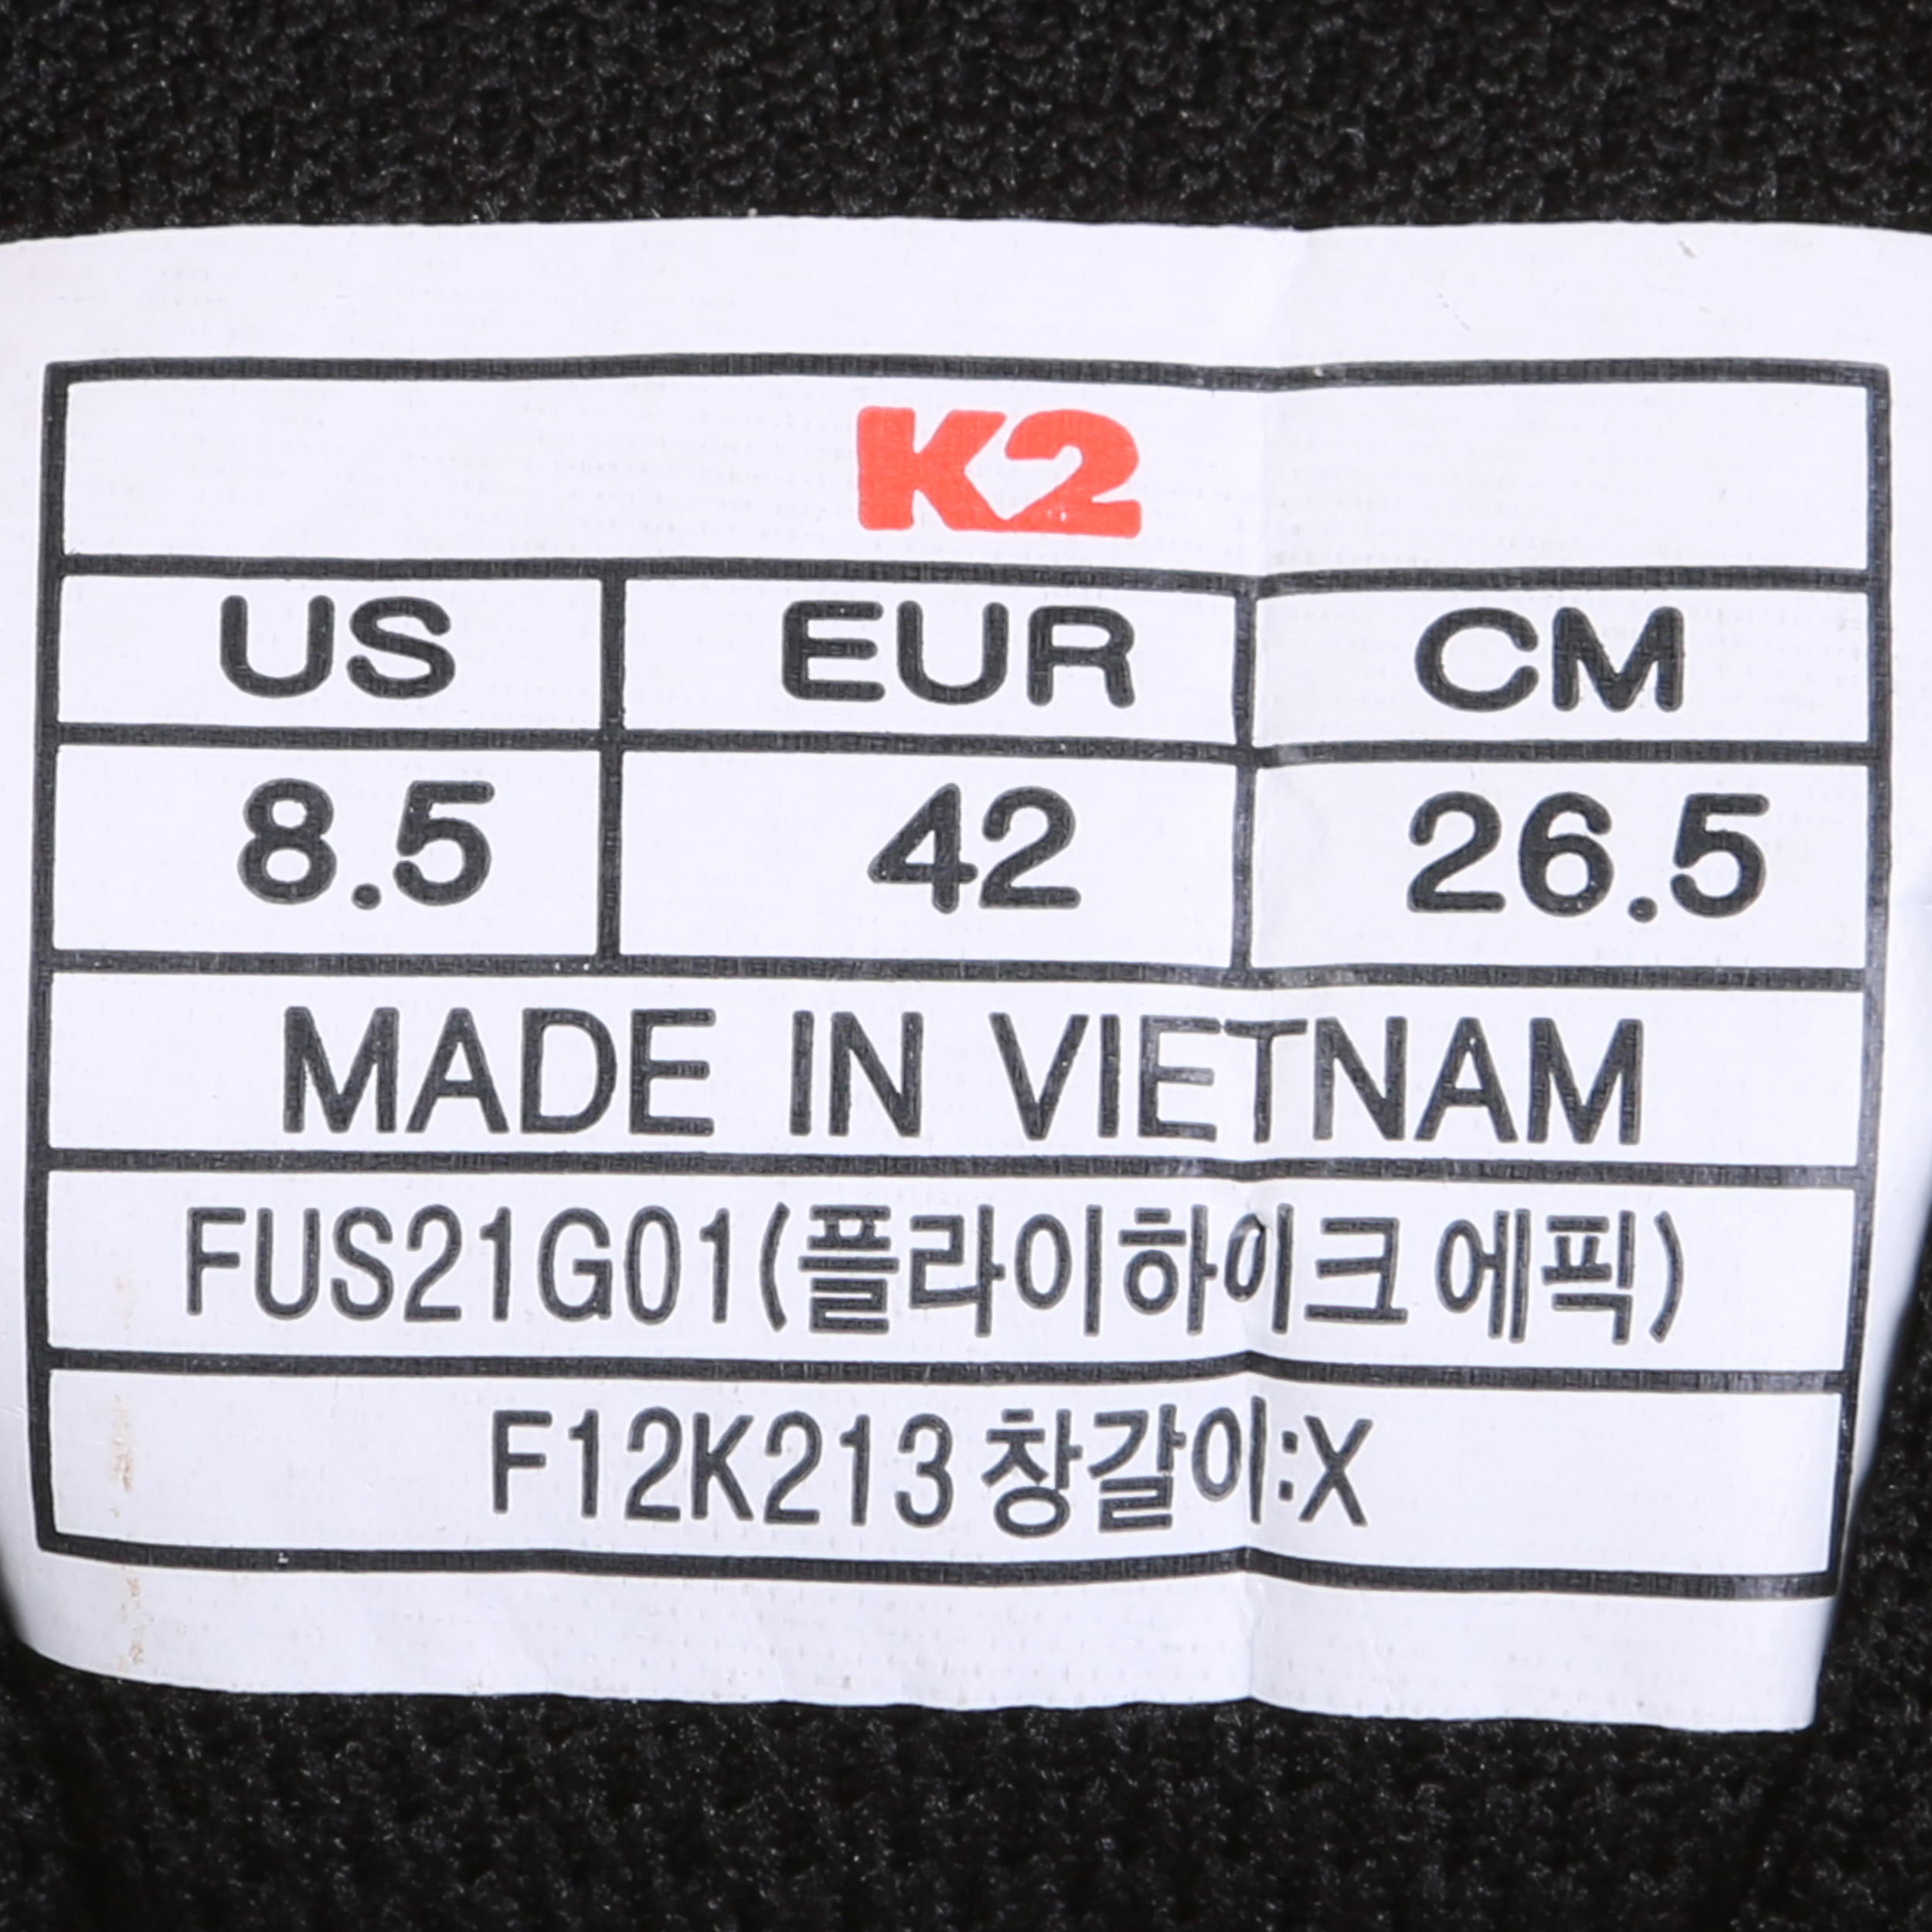 K2
US EUR CM
8.5 42 26.5
MADE IN VIETNAM
FUS21G01(플라이하이크 에픽)
F12K213 창갈이:X